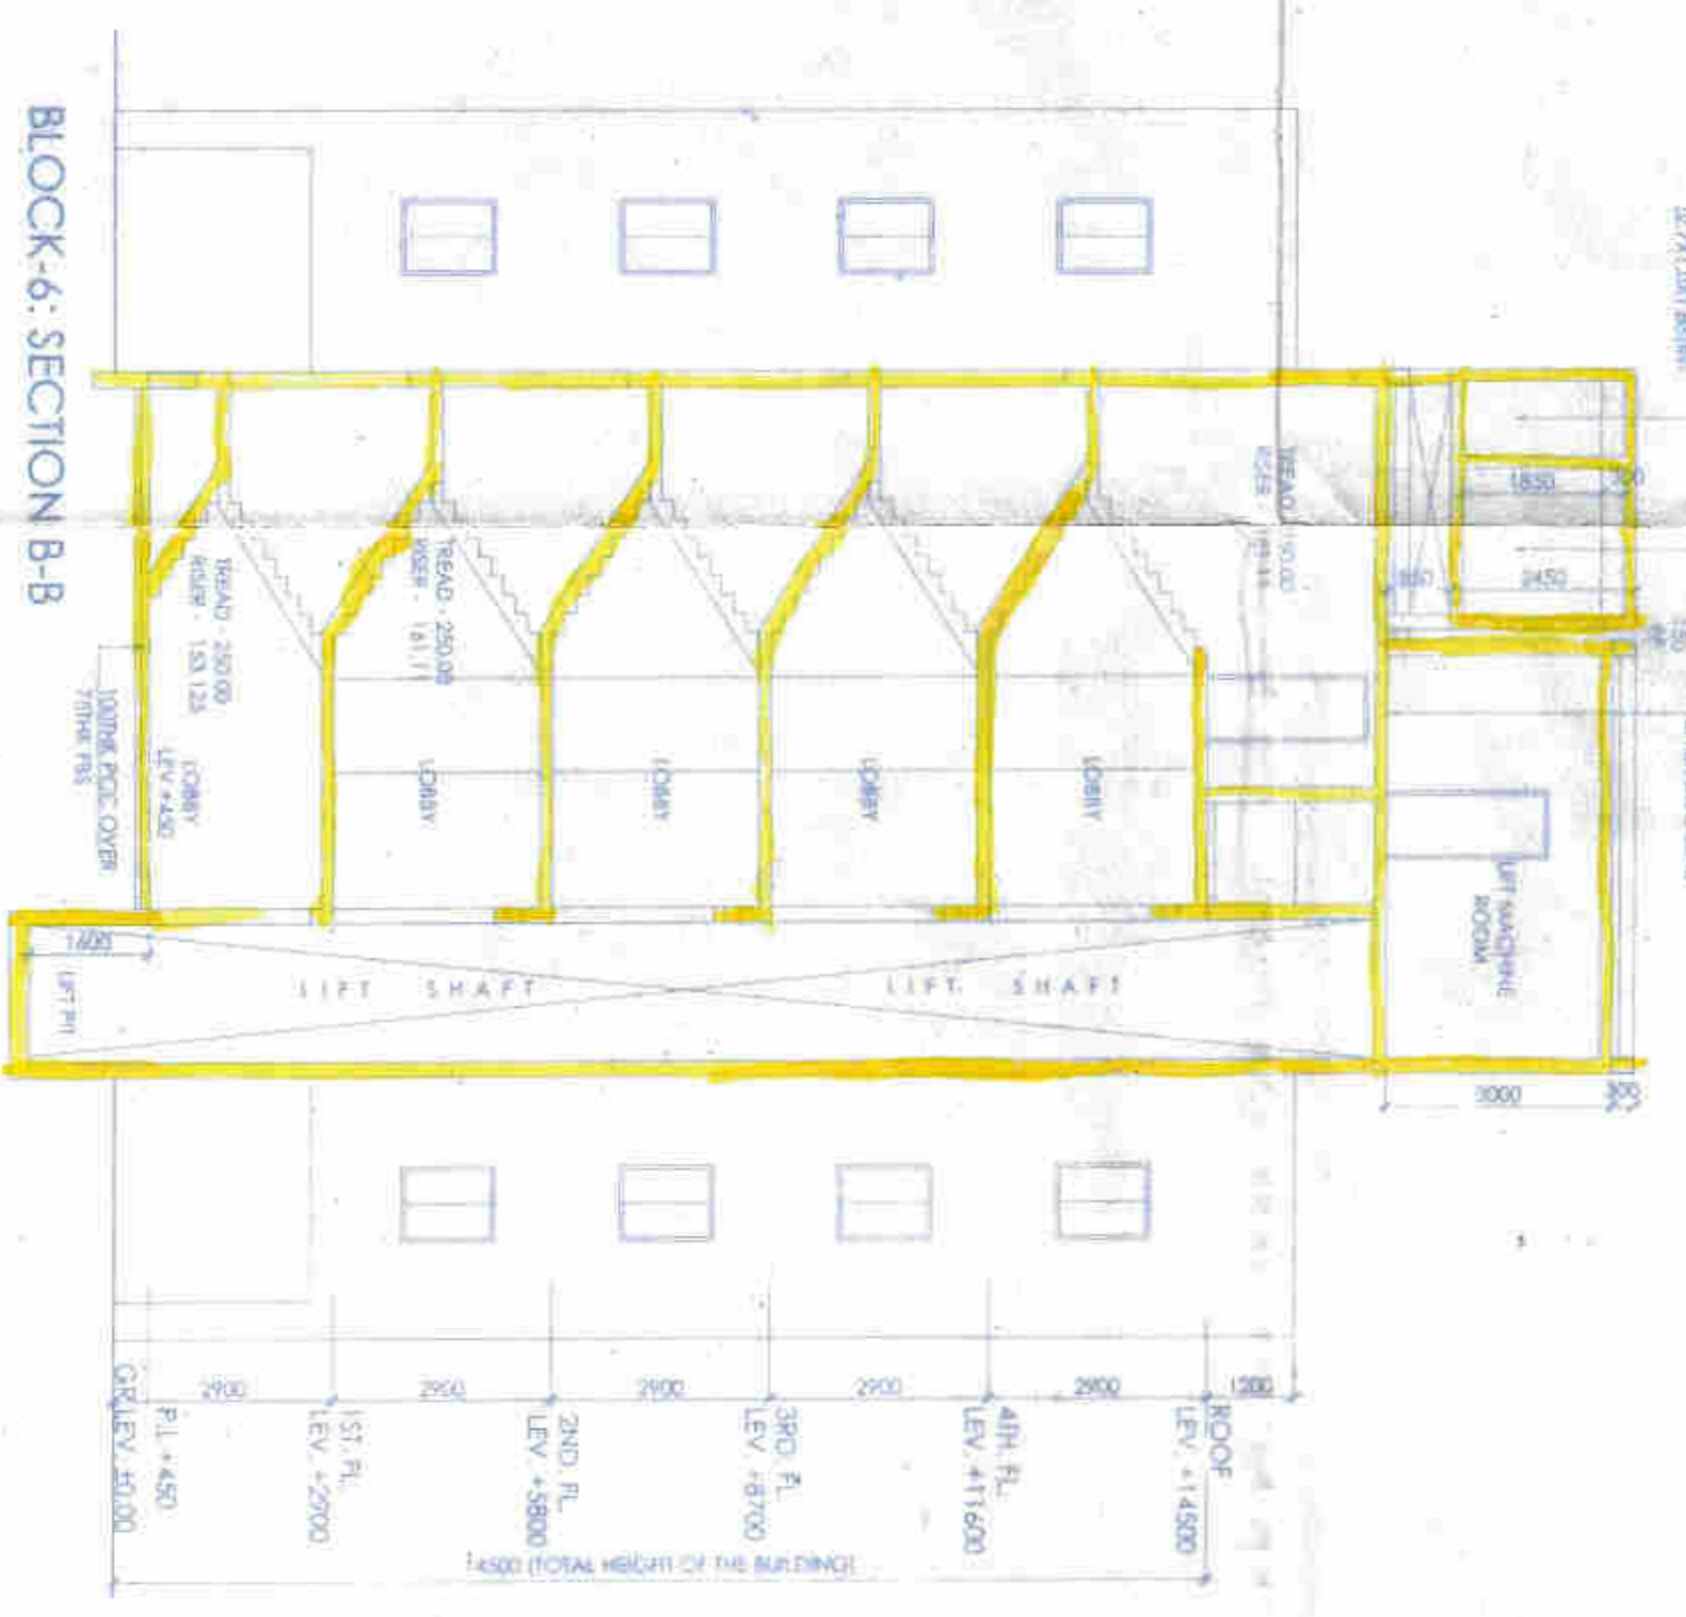 BLOCK-6: SECTION B-B
TREAD - 250.00
RISER - 153.125
LOBBY
LEV +450
100THK P.C.C. OVER
75THK FBS
TREAD - 250.00
RISER - 161.11
LOBBY
LOBBY
LOBBY
LOBBY
TREAD
RISER
1850
2450
LIFT MACHINE
ROOM
3000
1600
LIFT PIT
LIFT SHAFT
LIFT SHAFT
2900
2900
2900
2900
2900
1200
GR.LEV. ±0.00
P.L. +450
1ST. FL.
LEV. +2900
2ND. FL.
LEV. +5800
3RD. FL.
LEV. +8700
4TH. FL.
LEV. +11600
ROOF
LEV. +14500
14500 (TOTAL HEIGHT OF THE BUILDING)